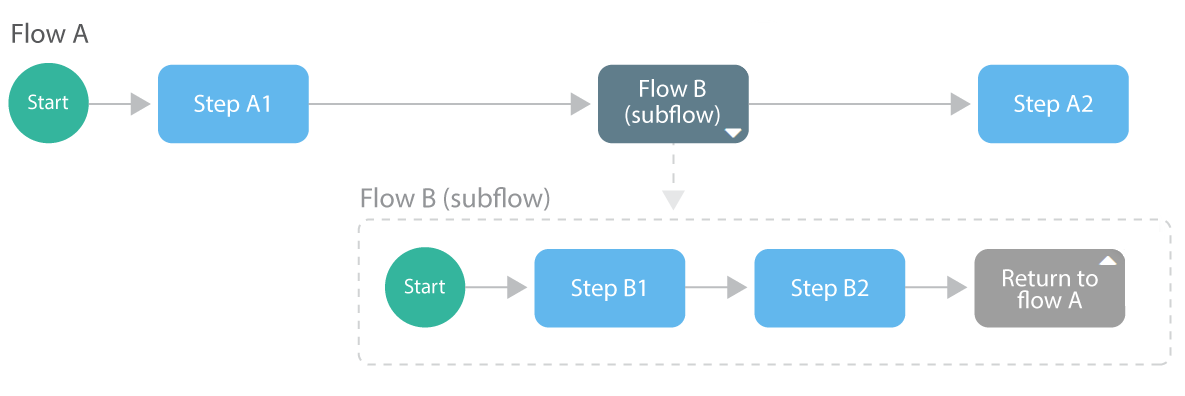 Flow A
Start
Step A1
Flow B
(subflow)
Step A2
Flow B (subflow)
Start
Step B1
Step B2
Return to
flow A